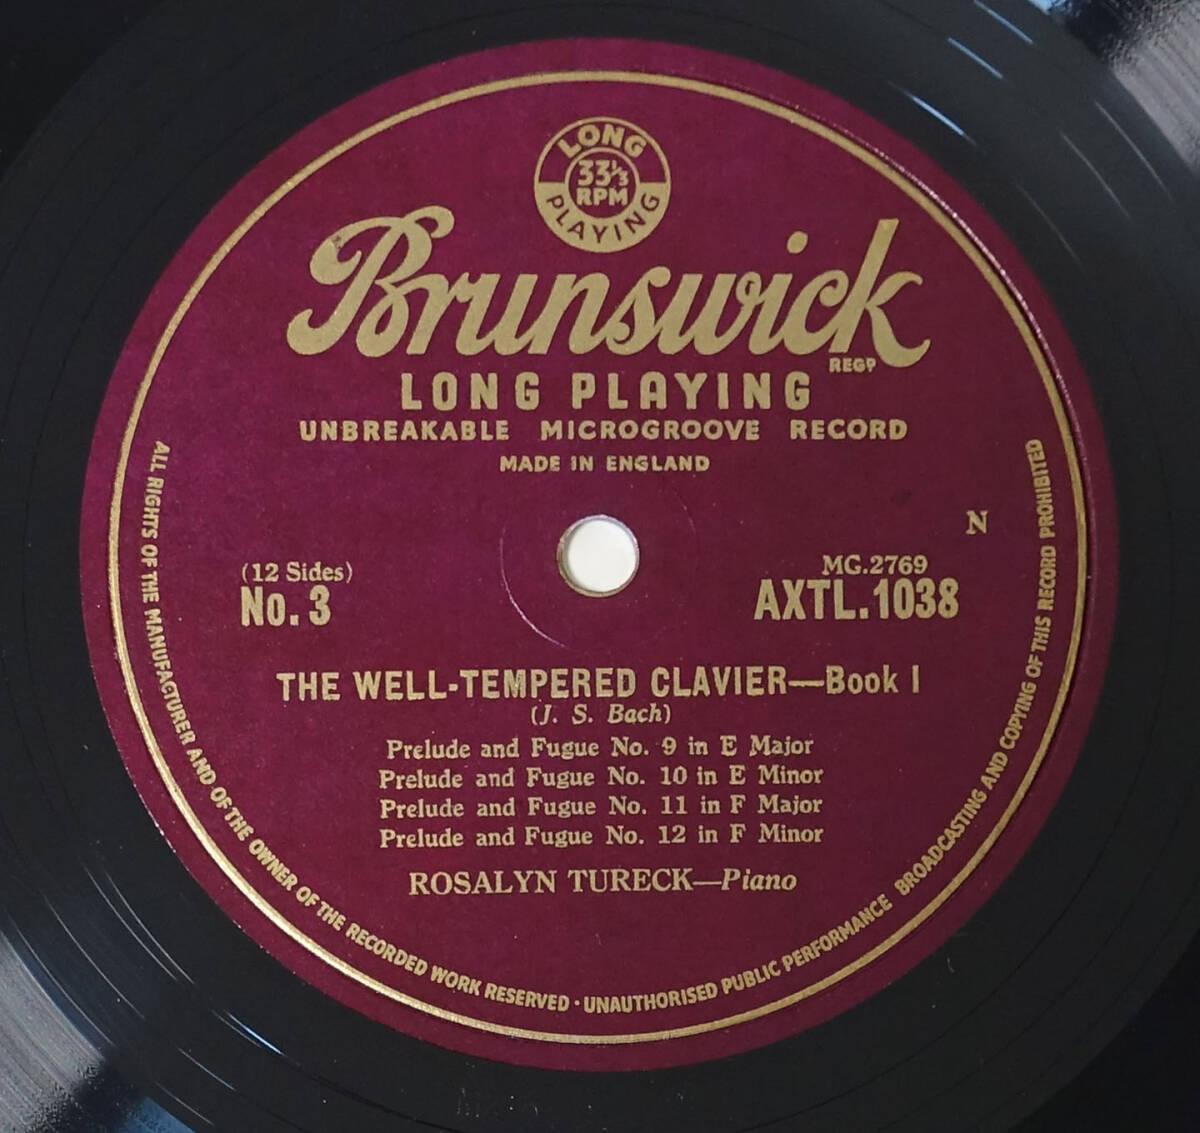 LONG
33⅓
RPM
PLAYING
Brunswick
REGD
LONG PLAYING
UNBREAKABLE MICROGROOVE RECORD
MADE IN ENGLAND
N
(12 Sides)
No. 3
MG.2769
AXTL.1038
THE WELL-TEMPERED CLAVIER—Book I
(J. S. Bach)
Prelude and Fugue No. 9 in E Major
Prelude and Fugue No. 10 in E Minor
Prelude and Fugue No. 11 in F Major
Prelude and Fugue No. 12 in F Minor
ROSALYN TURECK—Piano
ALL RIGHTS OF THE MANUFACTURER AND OF THE OWNER OF THE RECORDED WORK RESERVED · UNAUTHORISED PUBLIC PERFORMANCE BROADCASTING AND COPYING OF THIS RECORD PROHIBITED